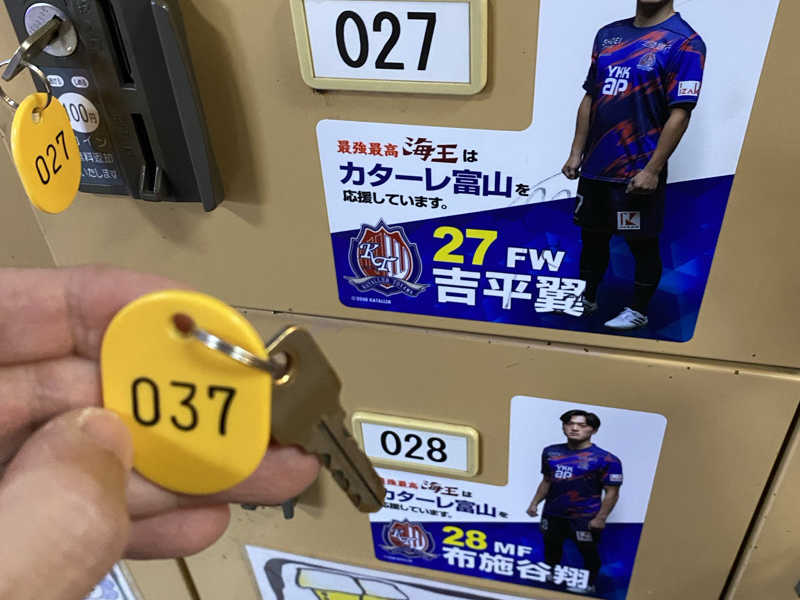 027
100円
027
YKK
ap
最強最高 海王は
カターレ富山を
応援しています。
27 FW
吉平翼
KT
KATALLER TOYAMA
037
028
YKK
ap
最強最高 海王は
カターレ富山を
応援しています。
28 MF
布施谷翔